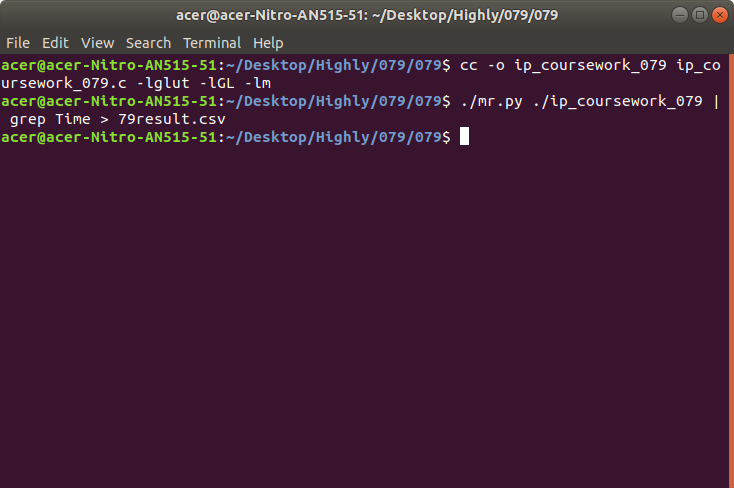 acer@acer-Nitro-AN515-51: ~/Desktop/Highly/079/079
File Edit View Search Terminal Help
acer@acer-Nitro-AN515-51:~/Desktop/Highly/079/079$ cc -o ip_coursework_079 ip_co
ursework_079.c -lglut -lGL -lm
acer@acer-Nitro-AN515-51:~/Desktop/Highly/079/079$ ./mr.py ./ip_coursework_079 |
 grep Time > 79result.csv
acer@acer-Nitro-AN515-51:~/Desktop/Highly/079/079$